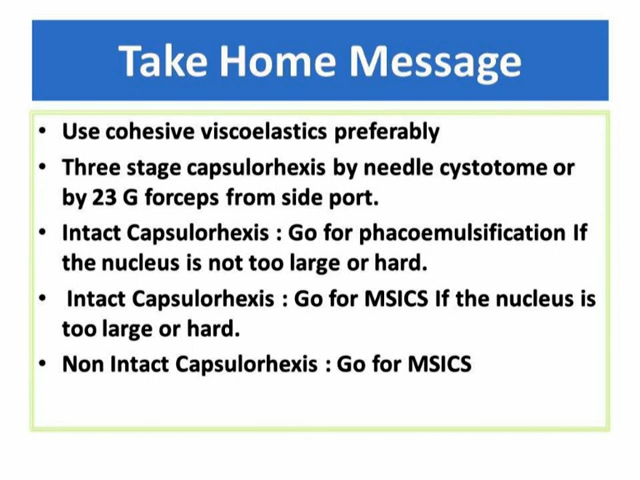 Take Home Message
• Use cohesive viscoelastics preferably
• Three stage capsulorhexis by needle cystotome or
by 23 G forceps from side port.
• Intact Capsulorhexis : Go for phacoemulsification If
the nucleus is not too large or hard.
• Intact Capsulorhexis : Go for MSICS If the nucleus is
too large or hard.
• Non Intact Capsulorhexis : Go for MSICS